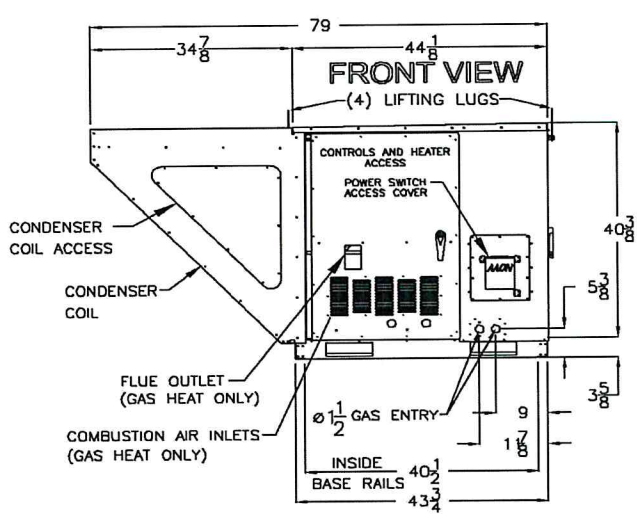 79
34 7/8
44 1/8
FRONT VIEW
(4) LIFTING LUGS
CONTROLS AND HEATER
ACCESS
POWER SWITCH
ACCESS COVER
AAON
CONDENSER
COIL ACCESS
CONDENSER
COIL
40 3/8
5 3/8
3 5/8
FLUE OUTLET
(GAS HEAT ONLY)
Ø1 1/2 GAS ENTRY
9
COMBUSTION AIR INLETS
(GAS HEAT ONLY)
11 7/8
INSIDE
BASE RAILS
40 1/2
43 3/4